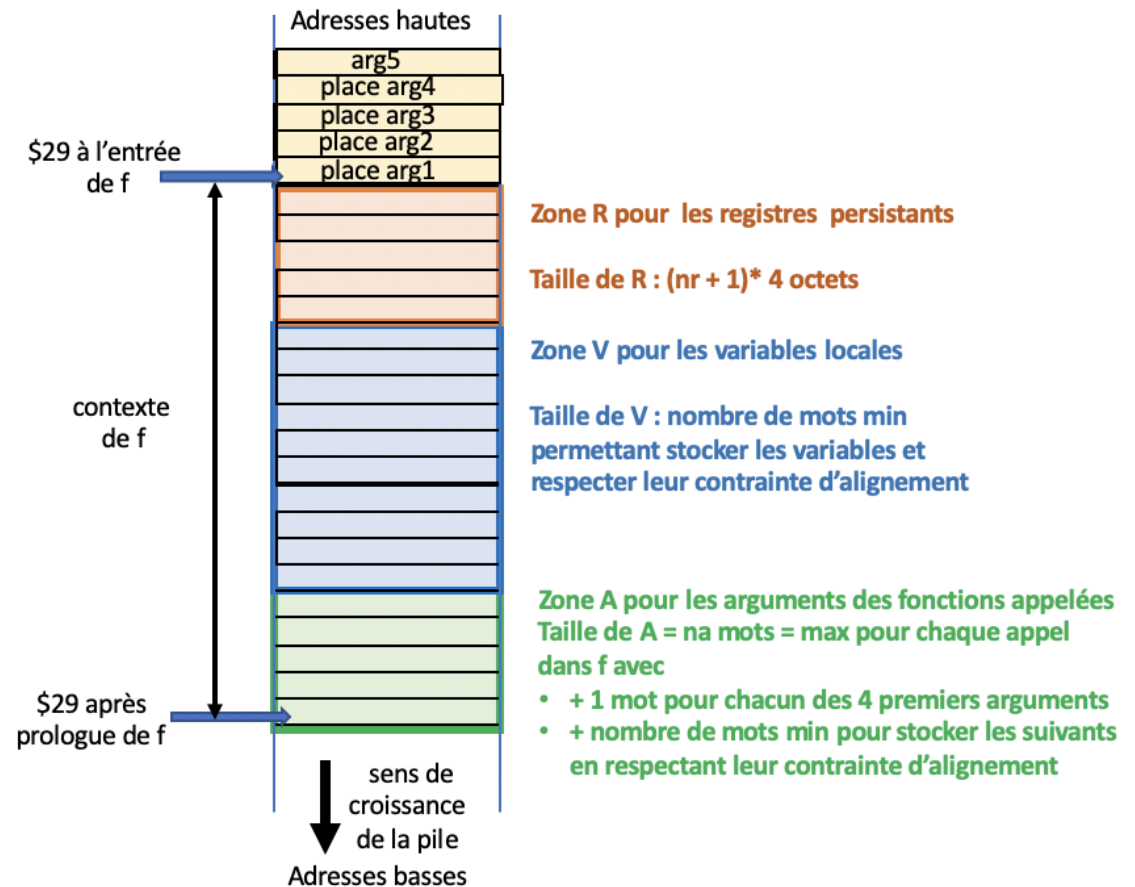 Adresses hautes
arg5
place arg4
place arg3
place arg2
place arg1
$29 à l'entrée
de f
Zone R pour les registres persistants
Taille de R : (nr + 1)* 4 octets
Zone V pour les variables locales
Taille de V : nombre de mots min
permettant stocker les variables et
respecter leur contrainte d'alignement
contexte
de f
Zone A pour les arguments des fonctions appelées
Taille de A = na mots = max pour chaque appel
dans f avec
• + 1 mot pour chacun des 4 premiers arguments
• + nombre de mots min pour stocker les suivants
en respectant leur contrainte d'alignement
$29 après
prologue de f
sens de
croissance
de la pile
Adresses basses